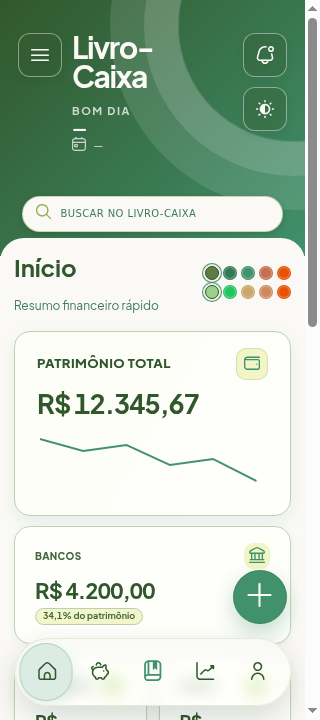 Livro-
Caixa
BOM DIA
—
—
BUSCAR NO LIVRO-CAIXA
Início
Resumo financeiro rápido
PATRIMÔNIO TOTAL
R$ 12.345,67
BANCOS
R$ 4.200,00
34,1% do patrimônio
R$
R$